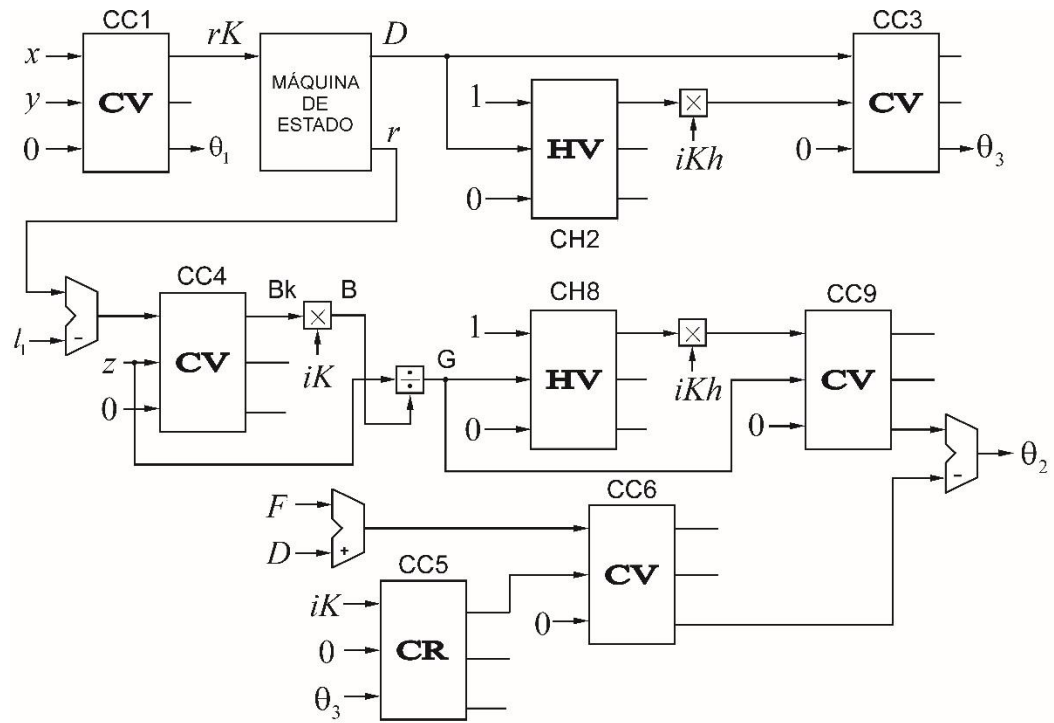 CC1
x
y
0
CV
rK
θ₁
MÁQUINA
DE
ESTADO
D
r
1
0
HV
CH2
×
iKh
CC3
0
CV
θ₃
l₁
-
CC4
z
0
CV
Bk
×
iK
B
÷
G
CH8
1
0
HV
×
iKh
CC9
0
CV
-
θ₂
F
D
+
CC5
iK
0
θ₃
CR
CC6
0
CV